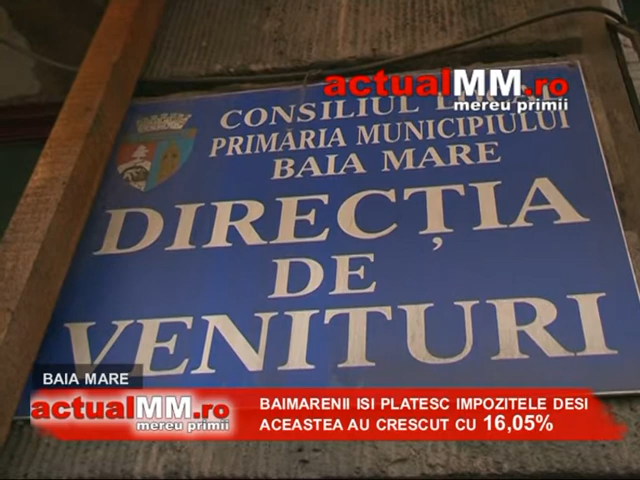 actualMM.ro
mereu primii
CONSILIUL
PRIMĂRIA MUNICIPIULUI
BAIA MARE
DIRECȚIA
DE
VENITURI
BAIA MARE
actualMM.ro
mereu primii
BAIMARENII ISI PLATESC IMPOZITELE DESI
ACEASTEA AU CRESCUT CU 16,05%